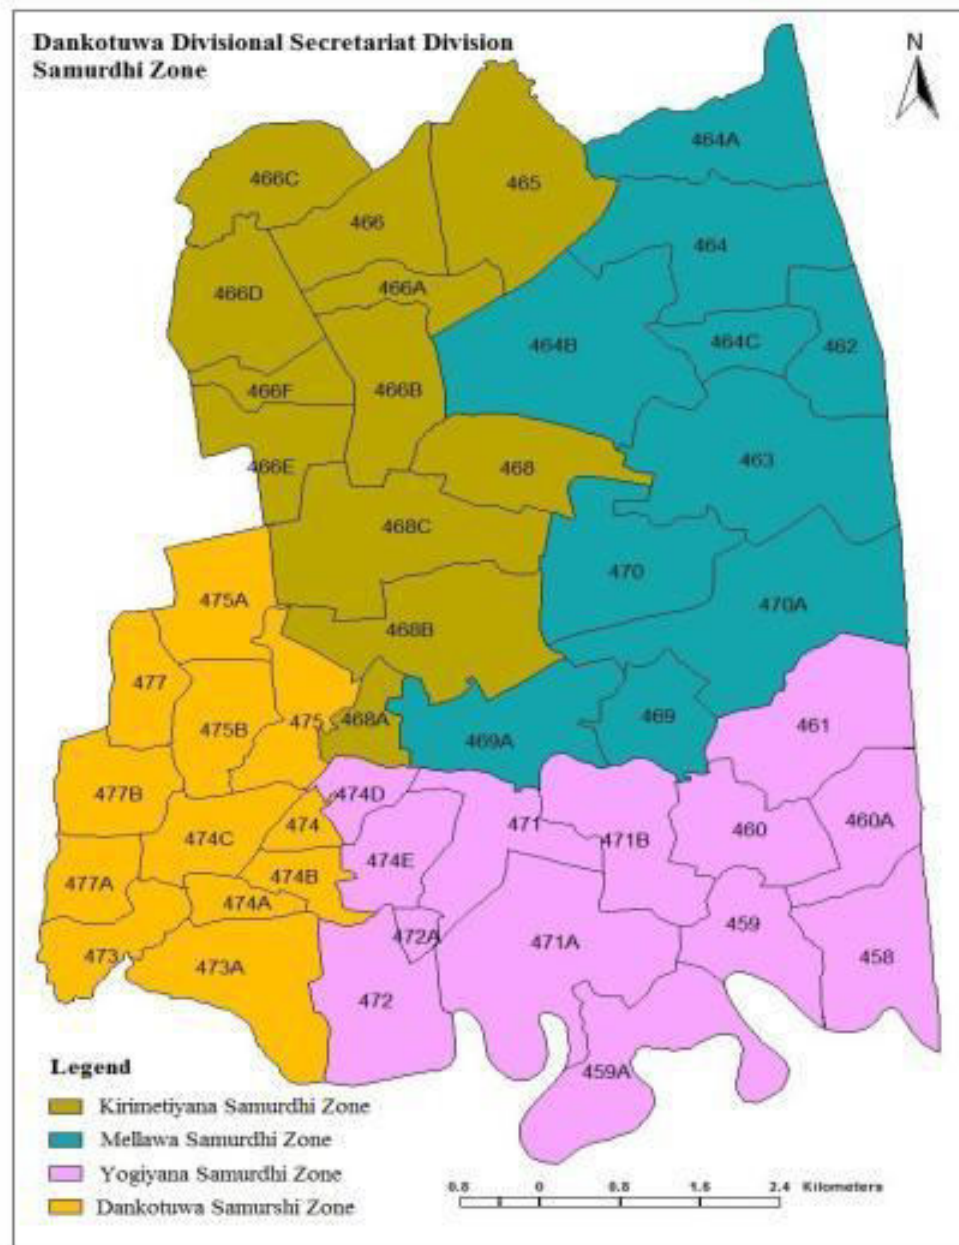 Dankotuwa Divisional Secretariat Division
Samurdhi Zone
N
464A
466C
465
466
464
466A
466D
464B
464C
462
466F
466B
466E
468
463
468C
470
475A
470A
468B
477
475B
475
468A
469A
469
461
477B
474D
474C
474
471
471B
460
460A
474E
477A
474B
474A
472A
471A
459
458
473
473A
472
459A
Legend
Kirimetiyana Samurdhi Zone
Mellawa Samurdhi Zone
Yogiyana Samurdhi Zone
Dankotuwa Samurshi Zone
0.8 0 0.8 1.6 2.4 Kilometers